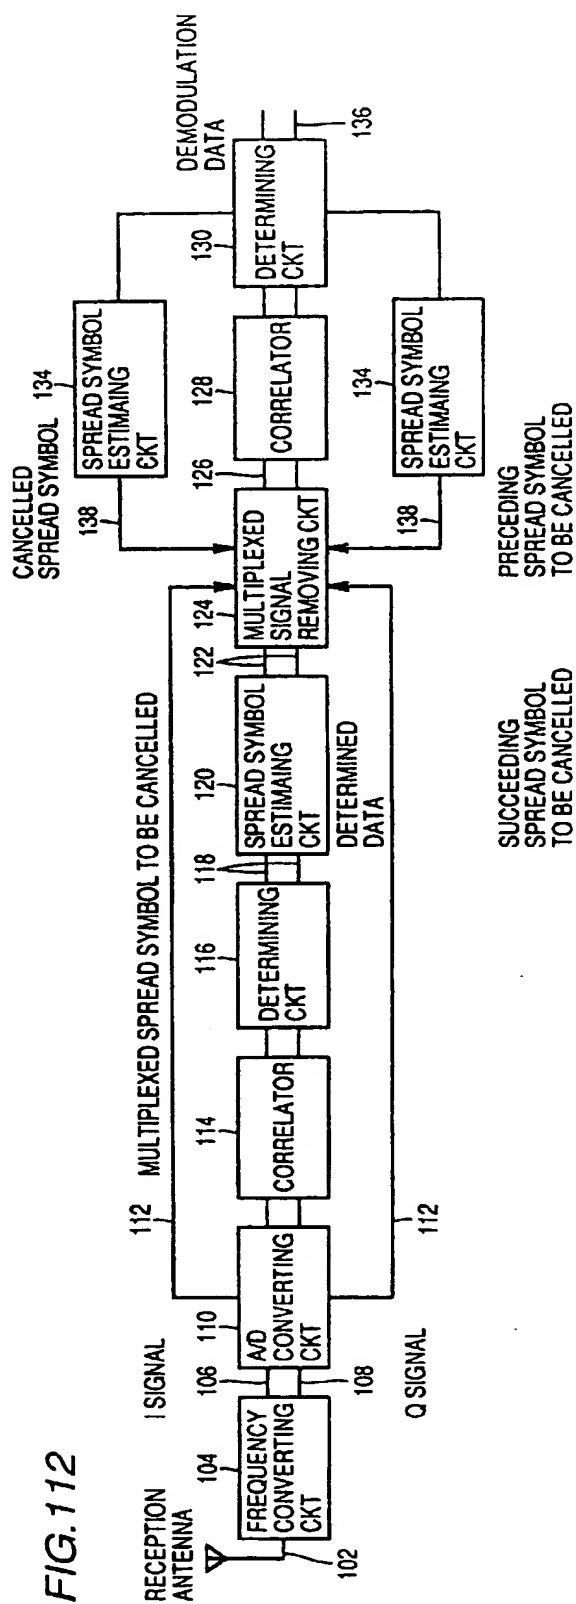 FIG.112
RECEPTION
ANTENNA
102
104
FREQUENCY
CONVERTING
CKT
I SIGNAL
106
108
Q SIGNAL
110
A/D
CONVERTING
CKT
112
112
MULTIPLEXED SPREAD SYMBOL TO BE CANCELLED
114
CORRELATOR
116
DETERMINING
CKT
118
120
SPREAD SYMBOL
ESTIMAING
CKT
DETERMINED
DATA
122
124
MULTIPLEXED
SIGNAL
REMOVING CKT
SUCCEEDING
SPREAD SYMBOL
TO BE CANCELLED
CANCELLED
SPREAD SYMBOL
138
138
PRECEDING
SPREAD SYMBOL
TO BE CANCELLED
126
128
CORRELATOR
134
SPREAD SYMBOL
ESTIMAING
CKT
134
SPREAD SYMBOL
ESTIMAING
CKT
130
DETERMINING
CKT
DEMODULATION
DATA
136